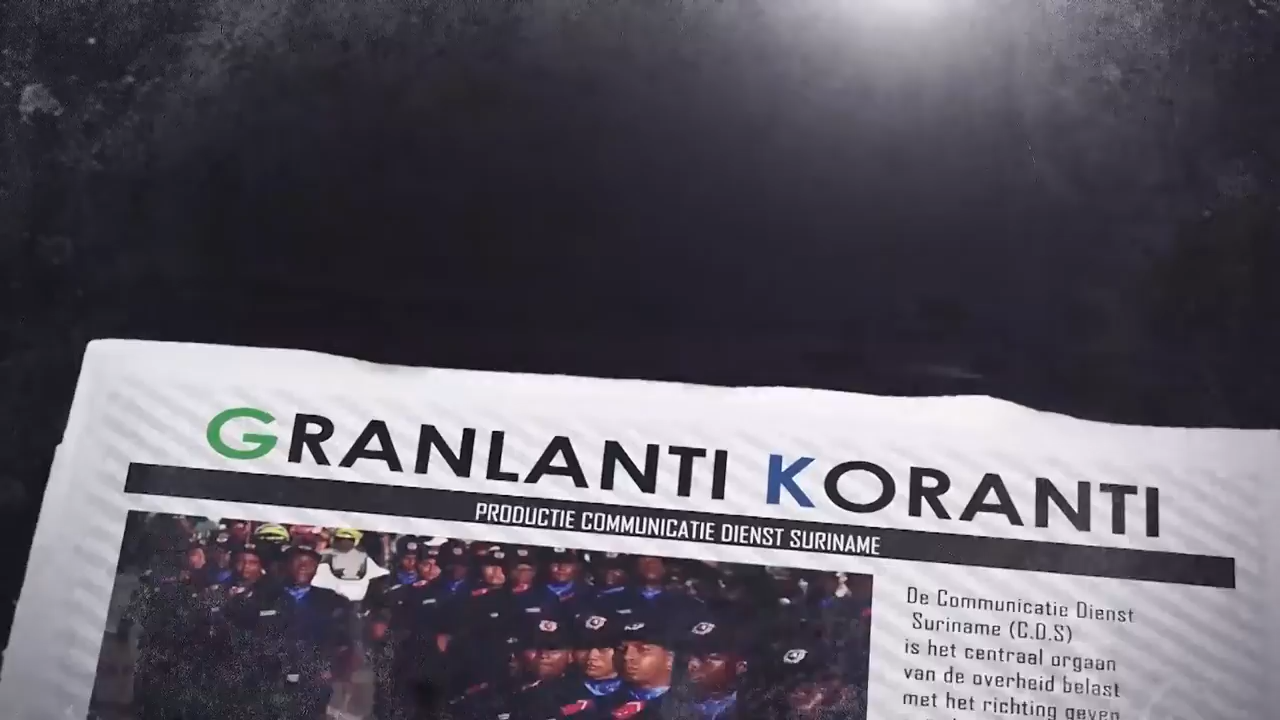 GRANLANTI KORANTI
PRODUCTIE COMMUNICATIE DIENST SURINAME
De Communicatie Dienst
Suriname (C.D.S)
is het centraal orgaan
van de overheid belast
met het richting geven